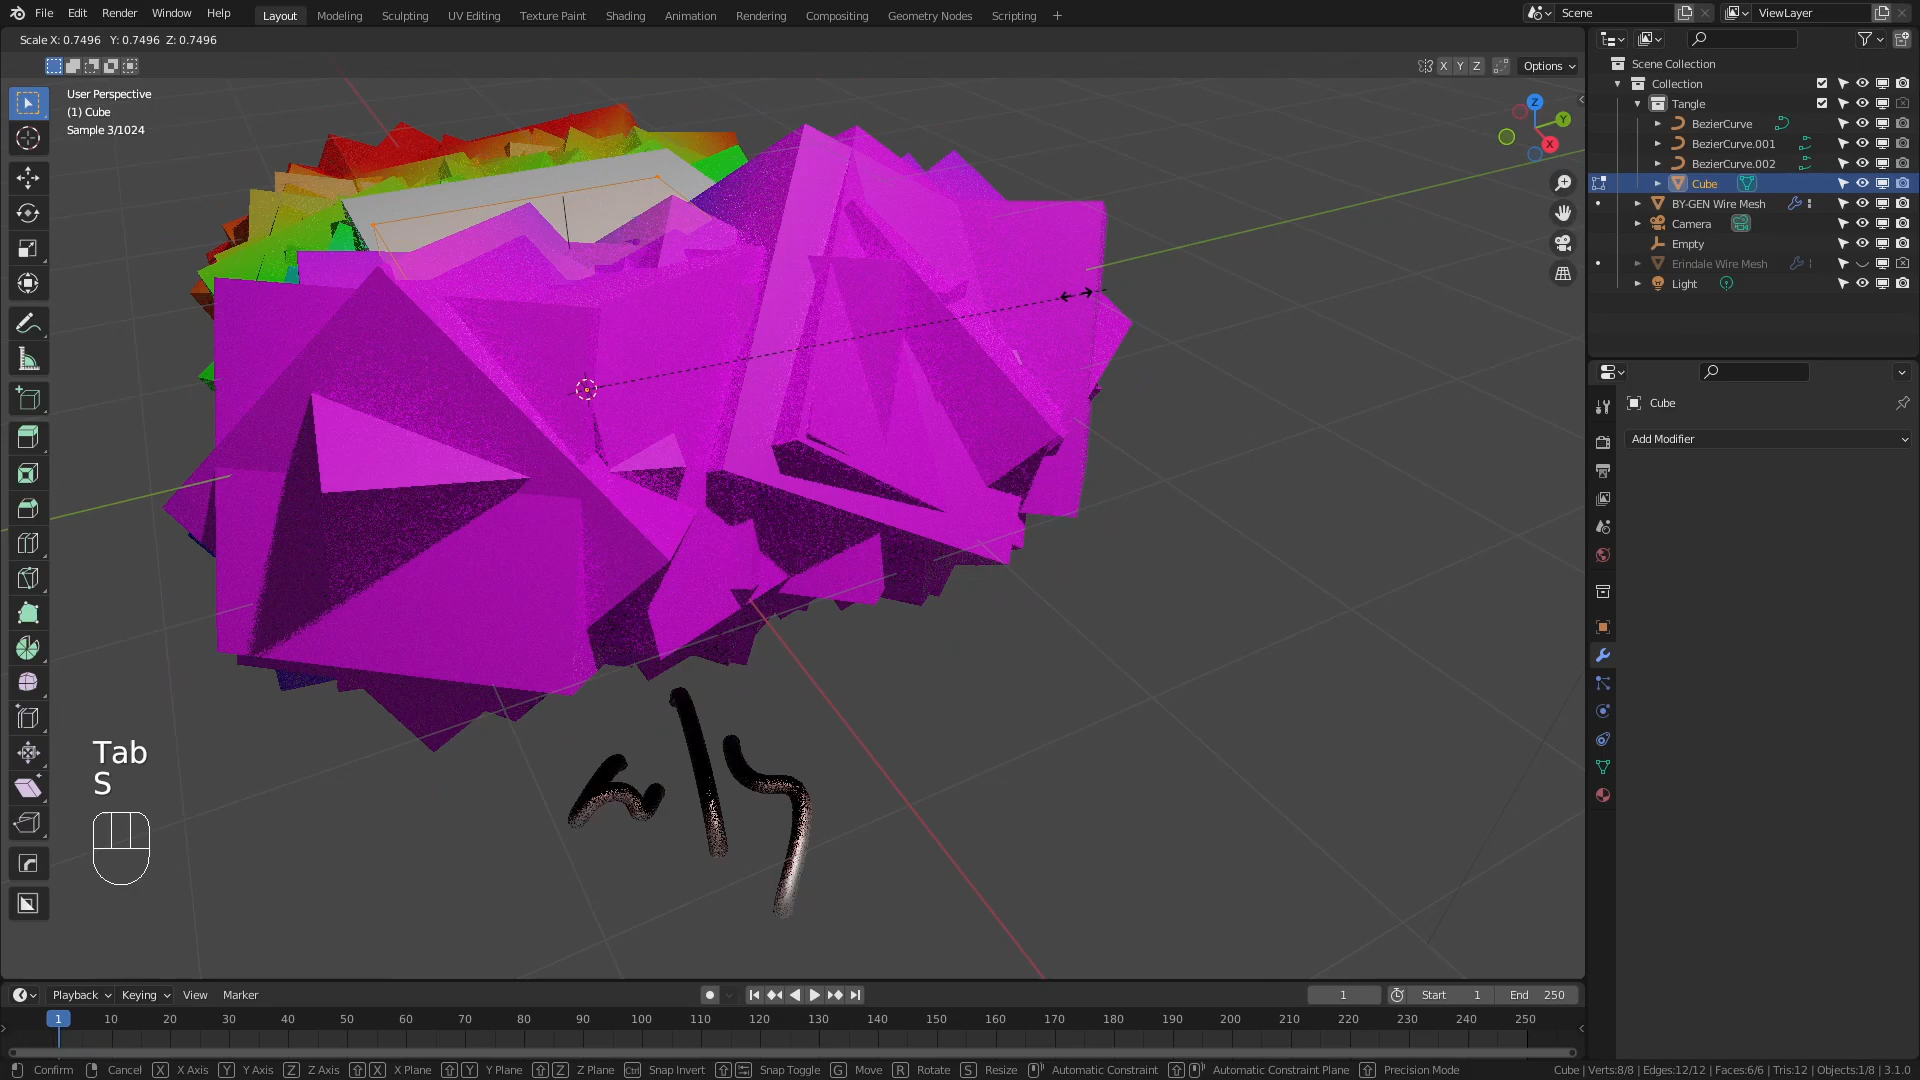 File Edit Render Window Help Layout Modeling Sculpting UV Editing Texture Paint Shading Animation Rendering Compositing Geometry Nodes Scripting + Scene ViewLayer
Scale X: 0.7496 Y: 0.7496 Z: 0.7496
X Y Z Options
User Perspective
(1) Cube
Sample 3/1024
Z
Y
X
Scene Collection
Collection
Tangle
BezierCurve
BezierCurve.001
BezierCurve.002
Cube
BY-GEN Wire Mesh
Camera
Empty
Erindale Wire Mesh
Light
Cube
Add Modifier
Tab
S
Playback Keying View Marker 1 Start 1 End 250
1 10 20 30 40 50 60 70 80 90 100 110 120 130 140 150 160 170 180 190 200 210 220 230 240 250
Confirm Cancel X X Axis Y Y Axis Z Z Axis X X Plane Y Y Plane Z Z Plane Ctrl Snap Invert Snap Toggle G Move R Rotate S Resize Automatic Constraint Automatic Constraint Plane Precision Mode Cube | Verts:8/8 | Edges:12/12 | Faces:6/6 | Tris:12 | Objects:1/8 | 3.1.0